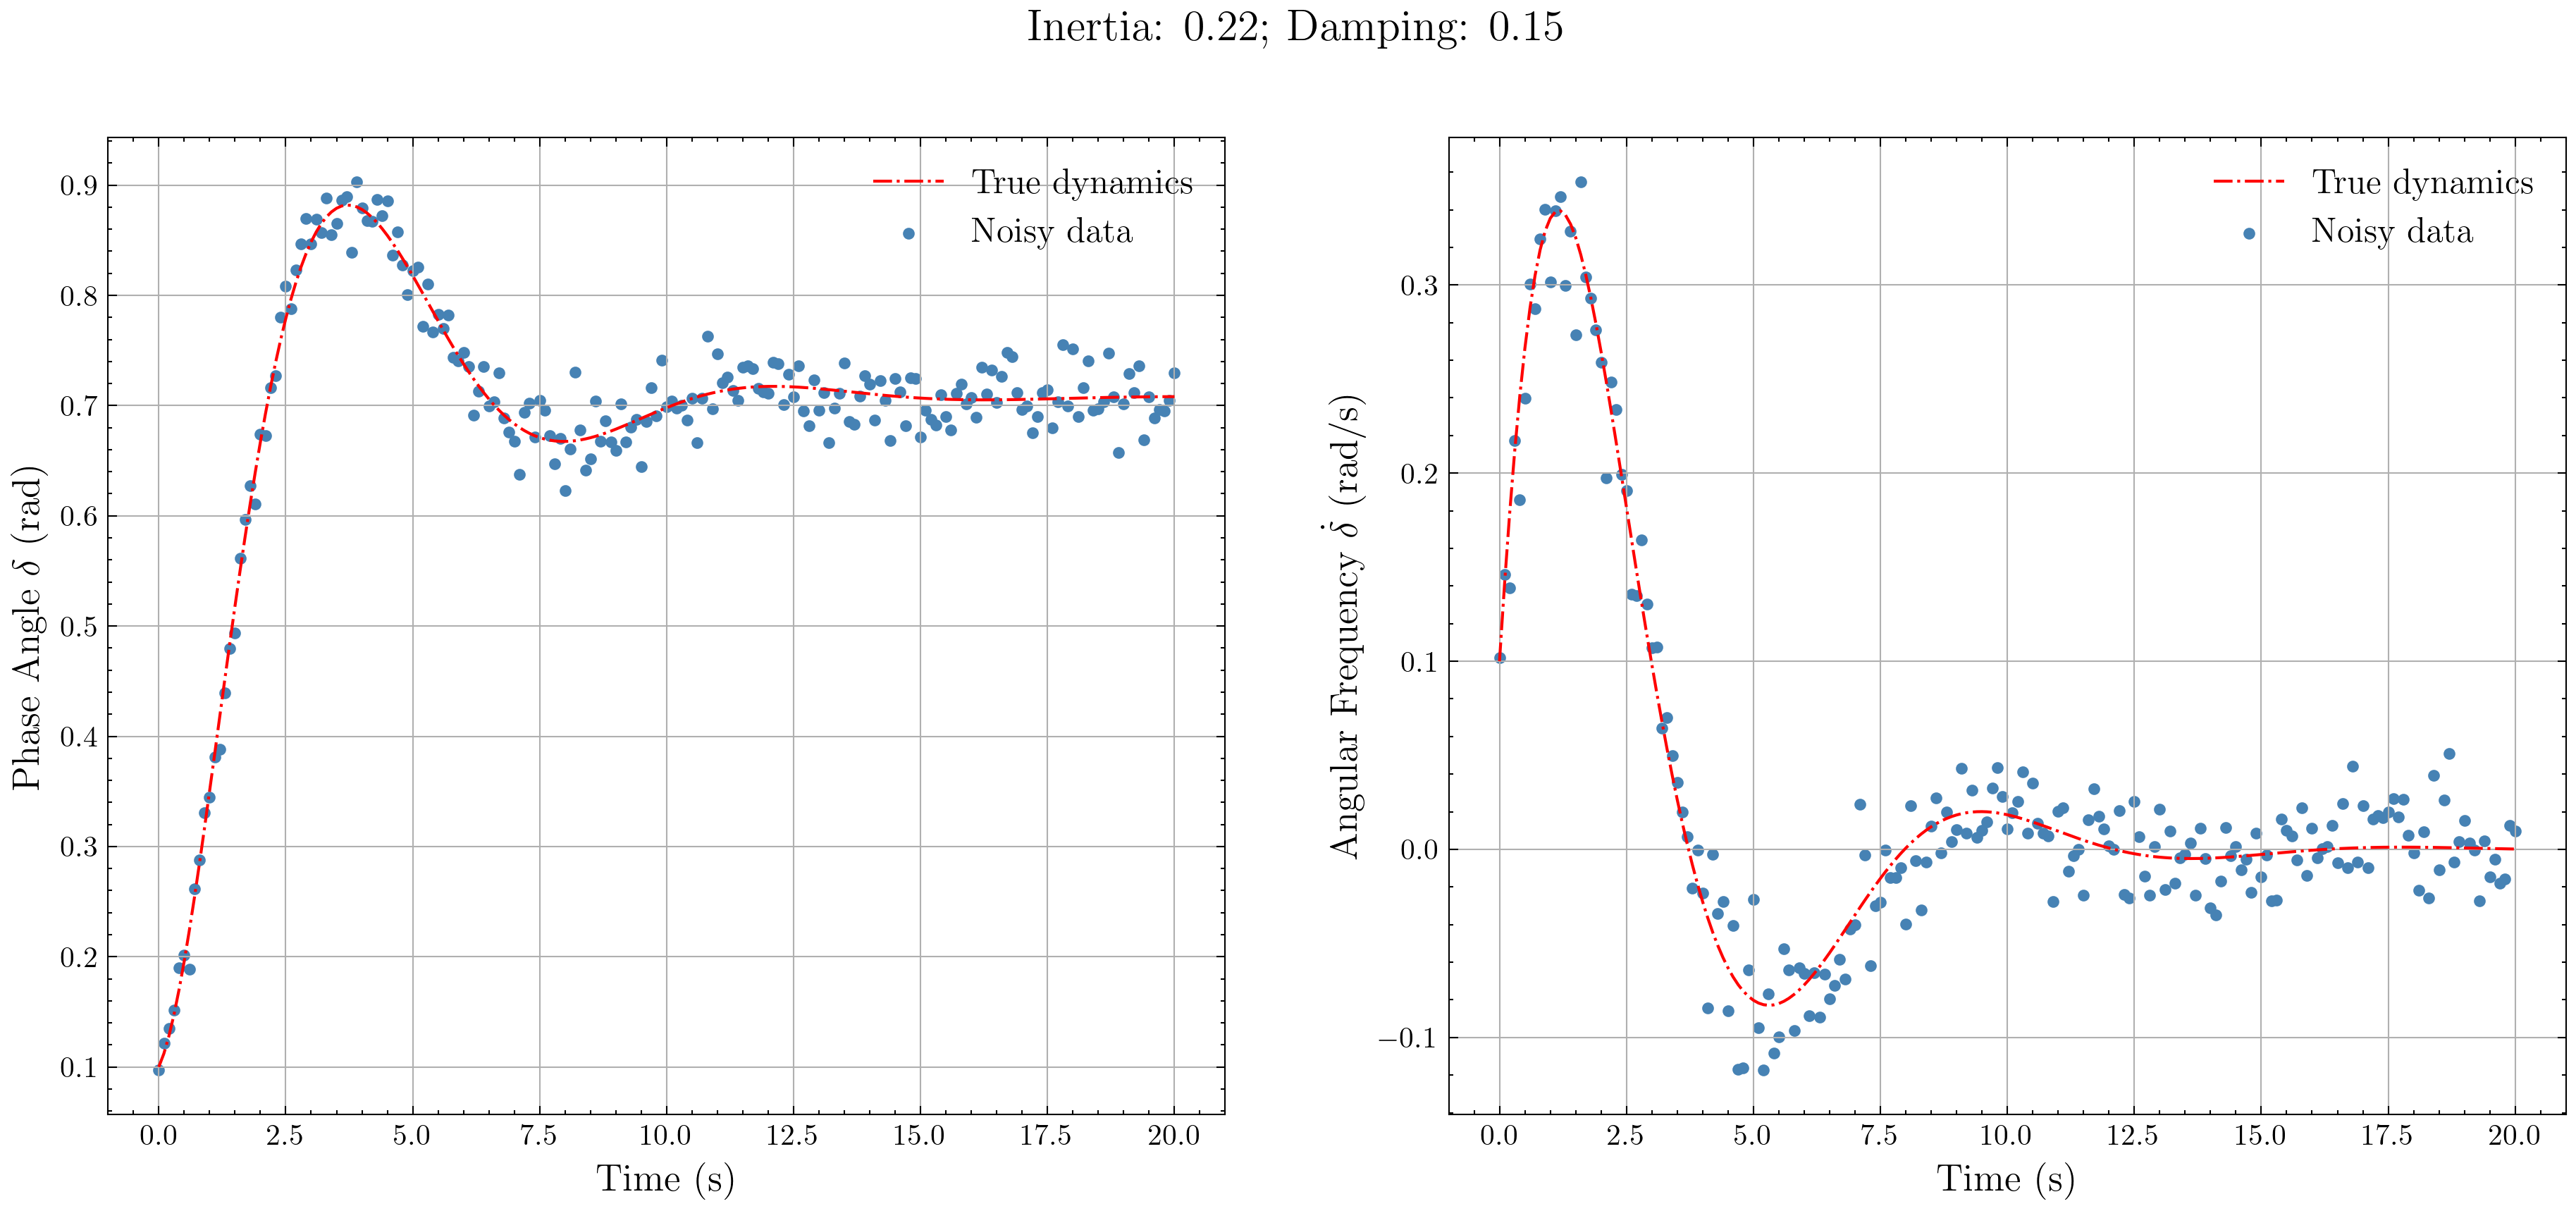 Inertia: 0.22; Damping: 0.15
Phase Angle δ (rad)
0.9
0.8
0.7
0.6
0.5
0.4
0.3
0.2
0.1
True dynamics
Noisy data
0.0 2.5 5.0 7.5 10.0 12.5 15.0 17.5 20.0
Time (s)
Angular Frequency δ̇ (rad/s)
0.3
0.2
0.1
0.0
−0.1
True dynamics
Noisy data
0.0 2.5 5.0 7.5 10.0 12.5 15.0 17.5 20.0
Time (s)